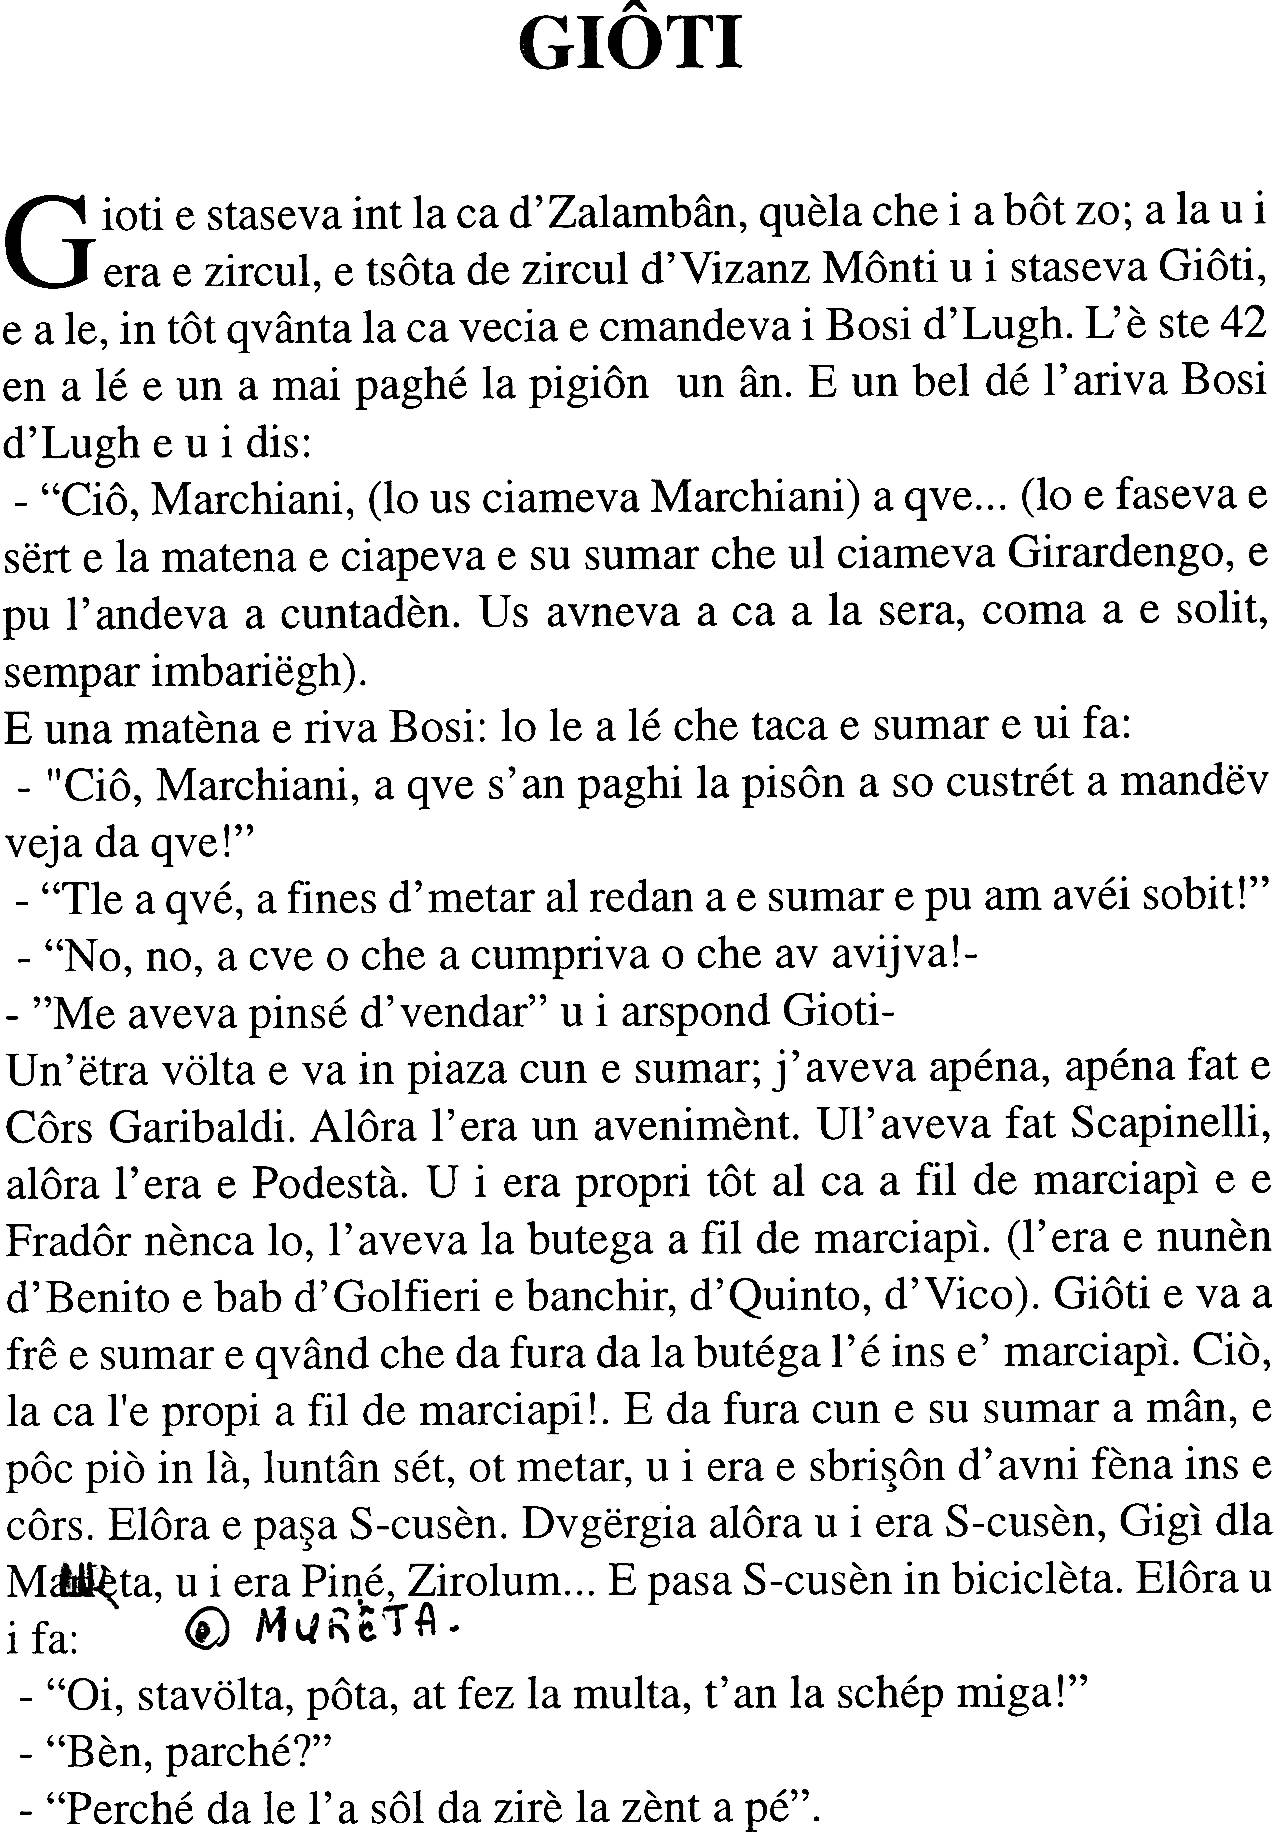 GIÔTI
Gioti e staseva int la ca d’Zalambân, quèla che i a bôt zo; a la u i
era e zircul, e tsôta de zircul d’Vizanz Mônti u i staseva Giôti,
e a le, in tôt qvânta la ca vecia e cmandeva i Bosi d’Lugh. L’è ste 42
en a lé e un a mai paghé la pigiôn un ân. E un bel dé l’ariva Bosi
d’Lugh e u i dis:
- “Ciô, Marchiani, (lo us ciameva Marchiani) a qve... (lo e faseva e
sërt e la matena e ciapeva e su sumar che ul ciameva Girardengo, e
pu l’andeva a cuntadèn. Us avneva a ca a la sera, coma a e solit,
sempar imbariëgh).
E una matèna e riva Bosi: lo le a lé che taca e sumar e ui fa:
- "Ciô, Marchiani, a qve s’an paghi la pisôn a so custrét a mandëv
veja da qve!”
- “Tle a qvé, a fines d’metar al redan a e sumar e pu am avéi sobit!”
- “No, no, a cve o che a cumpriva o che av avijva!-
- ”Me aveva pinsé d’vendar” u i arspond Gioti-
Un’ëtra völta e va in piaza cun e sumar; j’aveva apéna, apéna fat e
Côrs Garibaldi. Alôra l’era un avenimènt. Ul’aveva fat Scapinelli,
alôra l’era e Podestà. U i era propri tôt al ca a fil de marciapì e e
Fradôr nènca lo, l’aveva la butega a fil de marciapì. (l’era e nunèn
d’Benito e bab d’Golfieri e banchir, d’Quinto, d’Vico). Giôti e va a
frê e sumar e qvând che da fura da la butéga l’é ins e’ marciapì. Ciò,
la ca l'e propi a fil de marciapi!. E da fura cun e su sumar a mân, e
pôc piò in là, luntân sét, ot metar, u i era e sbrişôn d’avni fèna ins e
côrs. Elôra e paşa S-cusèn. Dvgërgia alôra u i era S-cusèn, Gigì dla
u i era Piné, Zirolum... E pasa S-cusèn in biciclèta. Elôra u
i fa: MURĒTA.
- “Oi, stavölta, pôta, at fez la multa, t’an la schép miga!”
- “Bèn, parché?”
- “Perché da le l’a sôl da zirè la zènt a pé”.